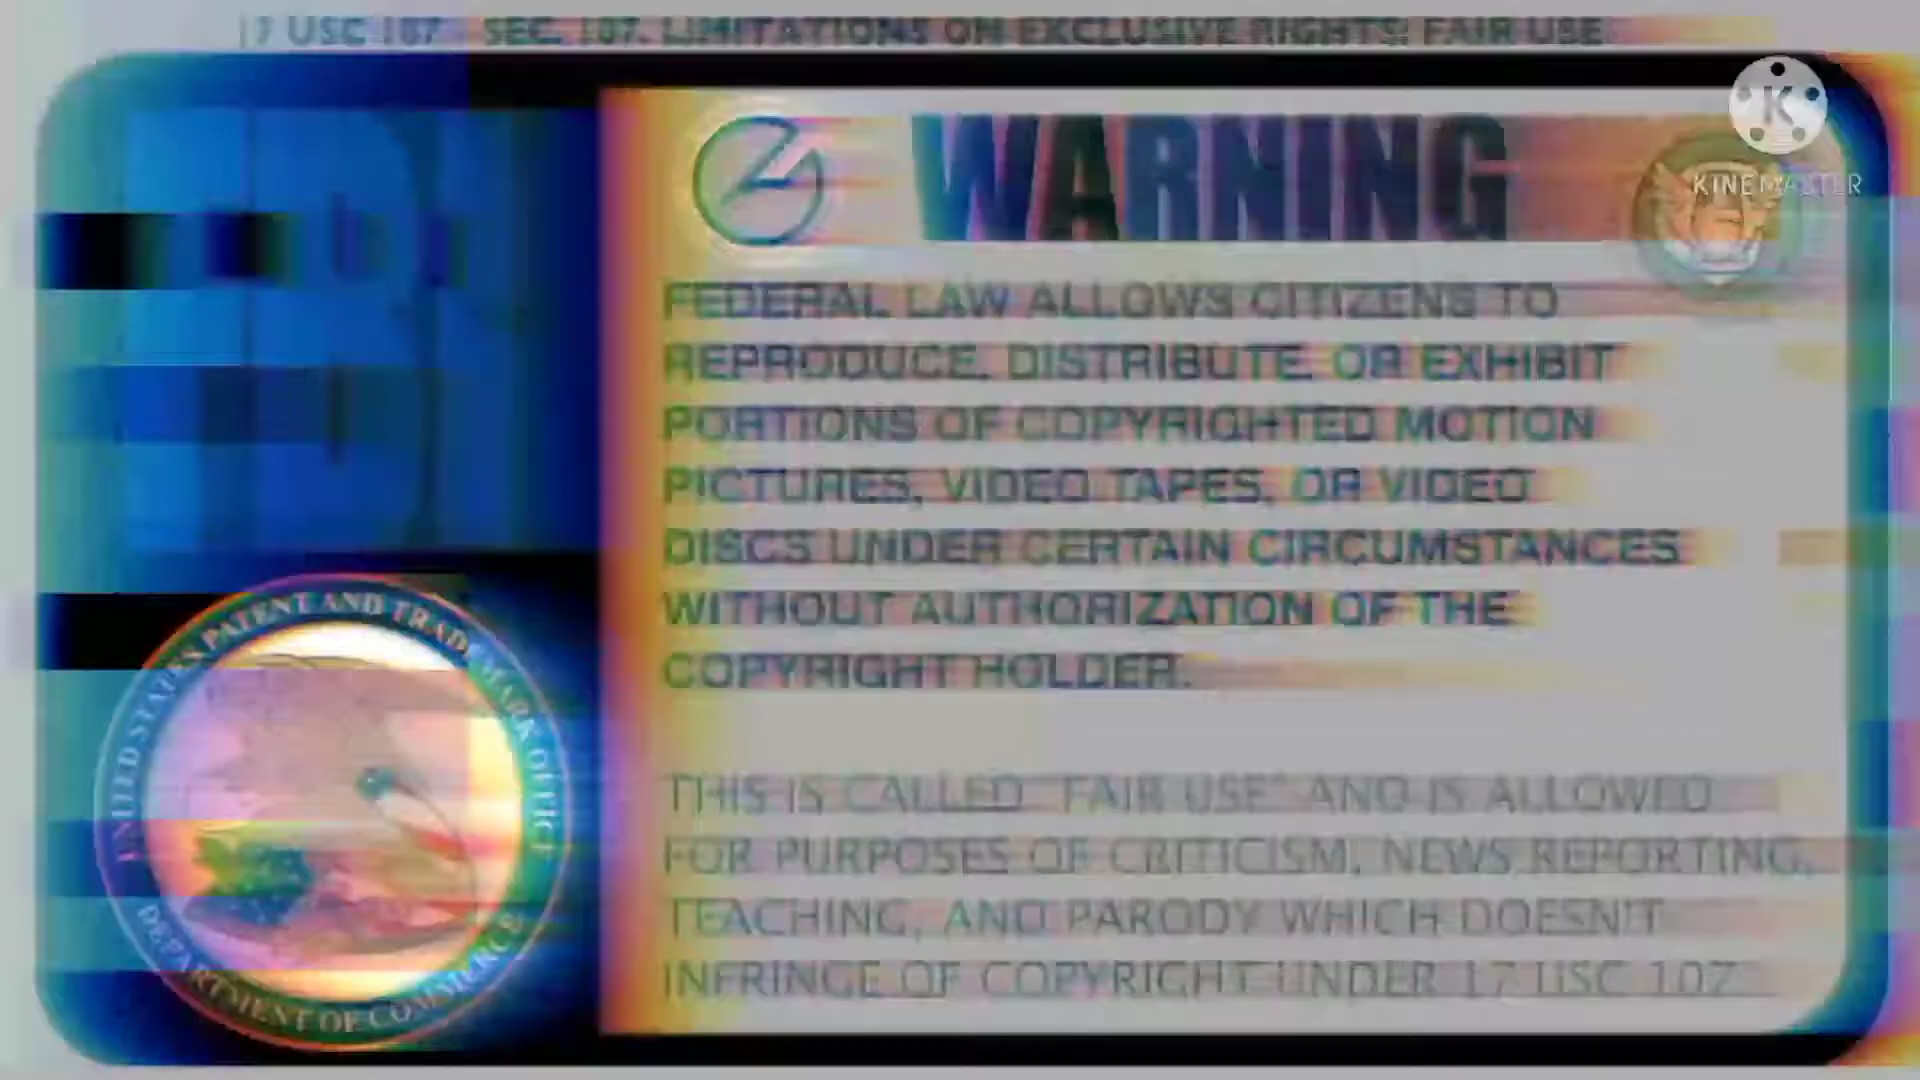 17 USC 107 - SEC. 107. LIMITATIONS ON EXCLUSIVE RIGHTS: FAIR USE
WARNING
KINEMASTER
FEDERAL LAW ALLOWS CITIZENS TO
REPRODUCE, DISTRIBUTE, OR EXHIBIT
PORTIONS OF COPYRIGHTED MOTION
PICTURES, VIDEO TAPES, OR VIDEO
DISCS UNDER CERTAIN CIRCUMSTANCES
WITHOUT AUTHORIZATION OF THE
COPYRIGHT HOLDER.
THIS IS CALLED "FAIR USE" AND IS ALLOWED
FOR PURPOSES OF CRITICISM, NEWS REPORTING,
TEACHING, AND PARODY WHICH DOESN'T
INFRINGE OF COPYRIGHT UNDER 17 USC 107
UNITED STATES PATENT AND TRADEMARK OFFICE
DEPARTMENT OF COMMERCE